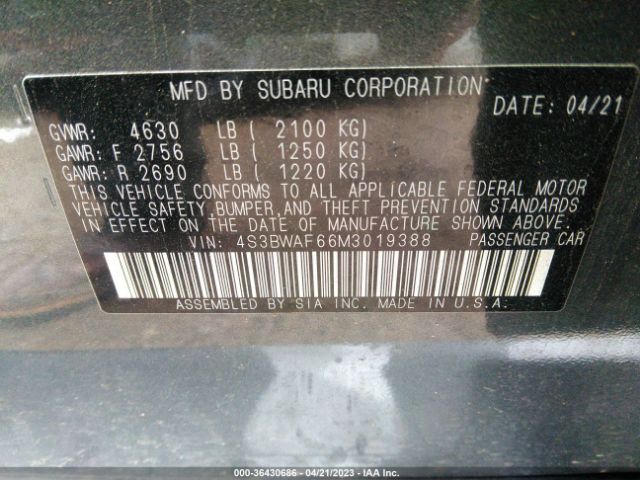 MFD BY SUBARU CORPORATION
DATE: 04/21
GVWR: 4630 LB ( 2100 KG)
GAWR: F 2756 LB ( 1250 KG)
GAWR: R 2690 LB ( 1220 KG)
THIS VEHICLE CONFORMS TO ALL APPLICABLE FEDERAL MOTOR
VEHICLE SAFETY, BUMPER, AND THEFT PREVENTION STANDARDS
IN EFFECT ON THE DATE OF MANUFACTURE SHOWN ABOVE.
VIN: 4S3BWAF66M3019388 PASSENGER CAR
ASSEMBLED BY SIA INC. MADE IN U.S.A.
000-36430686 - 04/21/2023 - IAA Inc.